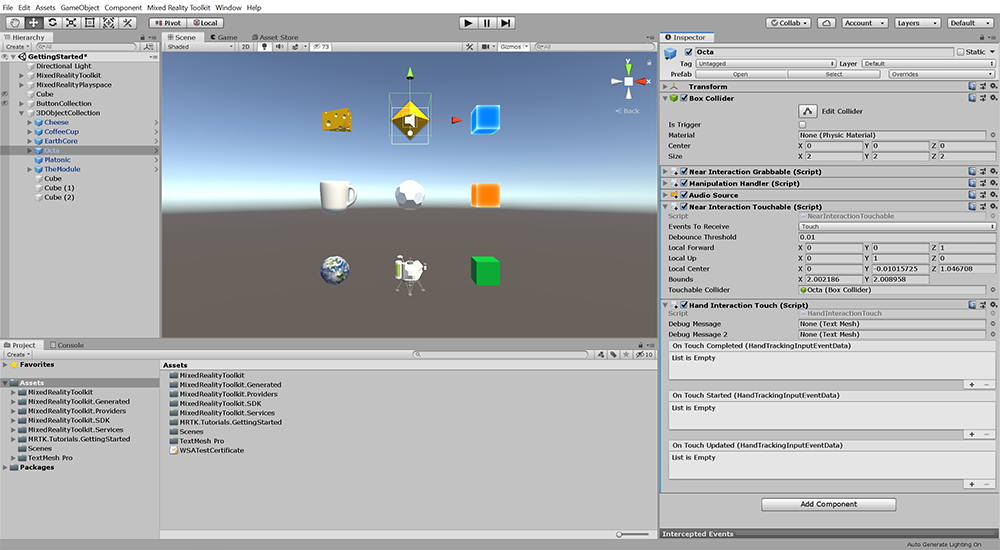 File Edit Assets GameObject Component Mixed Reality Toolkit Window Help
Pivot Local Collab Account Layers Default
Hierarchy
Create All
GettingStarted*
Directional Light
MixedRealityToolkit
MixedRealityPlayspace
Cube
ButtonCollection
3DObjectCollection
Cheese
CoffeeCup
EarthCore
Octa
Platonic
TheModule
Cube
Cube (1)
Cube (2)
Scene Game Asset Store
Shaded 2D 73 Gizmos All
y
x
Back
Project Console
Create 10
Favorites
Assets
MixedRealityToolkit
MixedRealityToolkit.Generated
MixedRealityToolkit.Providers
MixedRealityToolkit.SDK
MixedRealityToolkit.Services
MRTK.Tutorials.GettingStarted
Scenes
TextMesh Pro
Packages
Assets
MixedRealityToolkit
MixedRealityToolkit.Generated
MixedRealityToolkit.Providers
MixedRealityToolkit.SDK
MixedRealityToolkit.Services
MRTK.Tutorials.GettingStarted
Scenes
TextMesh Pro
WSATestCertificate
Inspector
Octa Static
Tag Untagged Layer Default
Prefab Open Select Overrides
Transform
Box Collider
Edit Collider
Is Trigger
Material None (Physic Material)
Center X 0 Y 0 Z 0
Size X 2 Y 2 Z 2
Near Interaction Grabbable (Script)
Manipulation Handler (Script)
Audio Source
Near Interaction Touchable (Script)
Script NearInteractionTouchable
Events To Receive Touch
Debounce Threshold 0.01
Local Forward X 0 Y 0 Z 1
Local Up X 0 Y 1 Z 0
Local Center X 0 Y -0.01015725 Z 1.046708
Bounds X 2.002186 Y 2.008958
Touchable Collider Octa (Box Collider)
Hand Interaction Touch (Script)
Script HandInteractionTouch
Debug Message None (Text Mesh)
Debug Message 2 None (Text Mesh)
On Touch Completed (HandTrackingInputEventData)
List is Empty
+ −
On Touch Started (HandTrackingInputEventData)
List is Empty
+ −
On Touch Updated (HandTrackingInputEventData)
List is Empty
+ −
Add Component
Intercepted Events
Auto Generate Lighting On